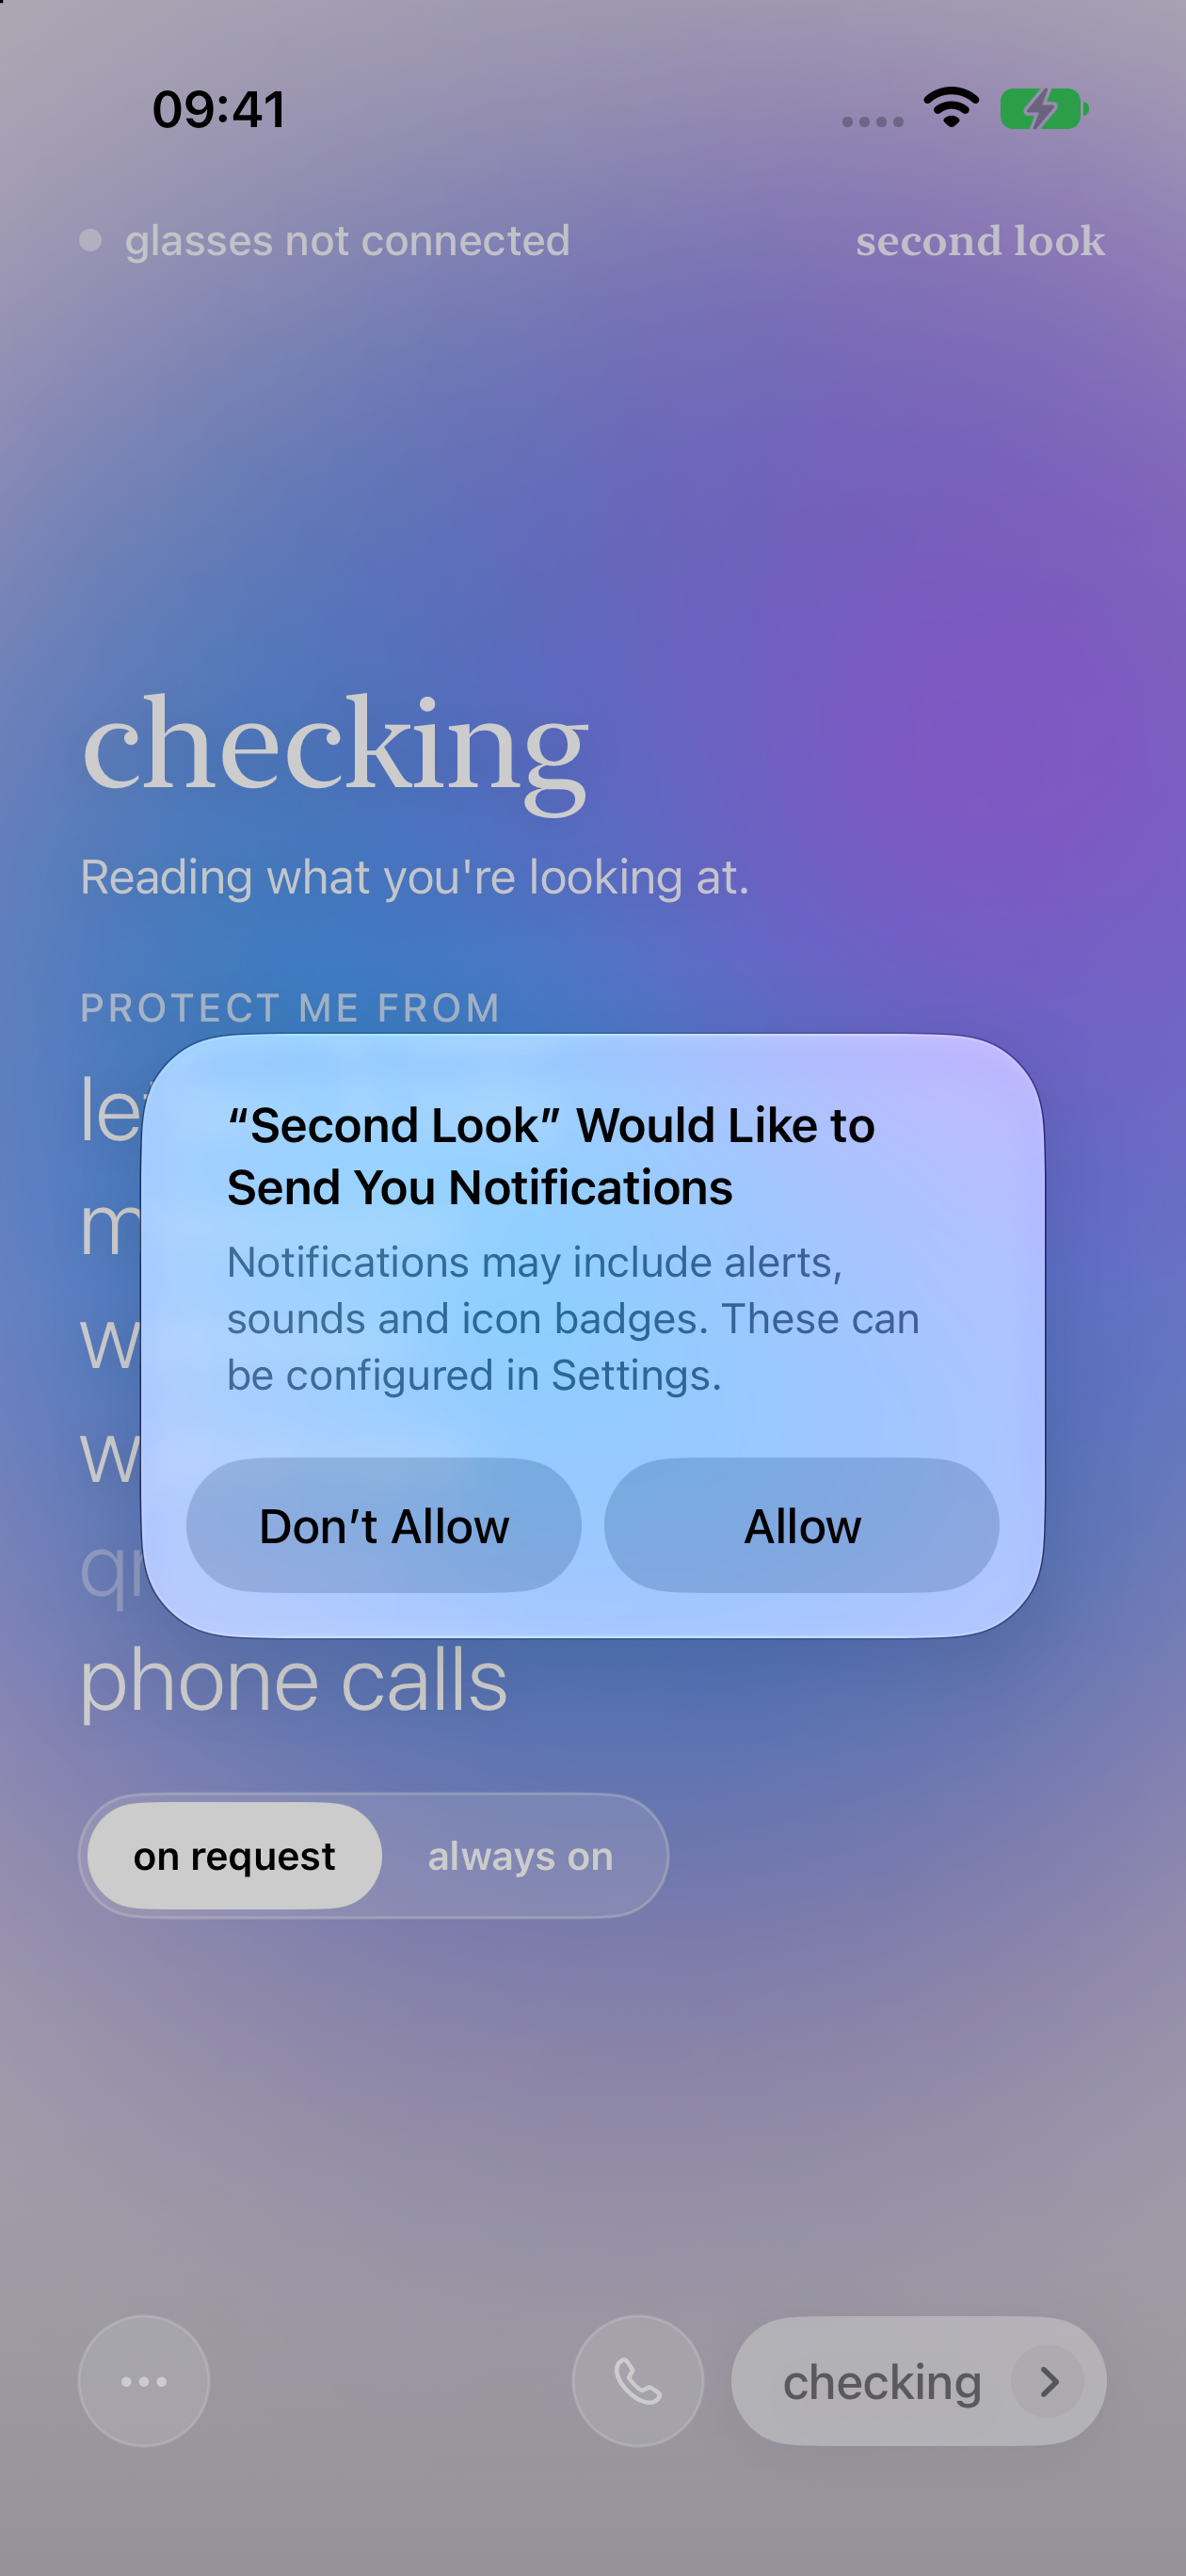 09:41
glasses not connected
second look
checking
Reading what you're looking at.
PROTECT ME FROM
“Second Look” Would Like to
Send You Notifications
Notifications may include alerts,
sounds and icon badges. These can
be configured in Settings.
Don’t Allow
Allow
phone calls
on request
always on
checking